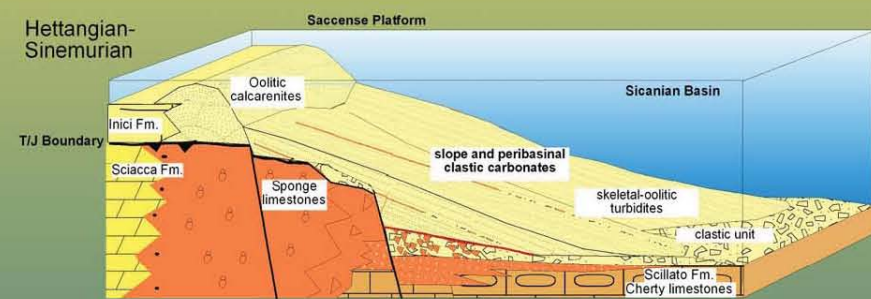 Hettangian-
Sinemurian
Saccense Platform
Oolitic
calcarenites
Sicanian Basin
Inici Fm.
T/J Boundary
slope and peribasinal
clastic carbonates
Sciacca Fm.
Sponge
limestones
skeletal-oolitic
turbidites
clastic unit
Scillato Fm.
Cherty limestones